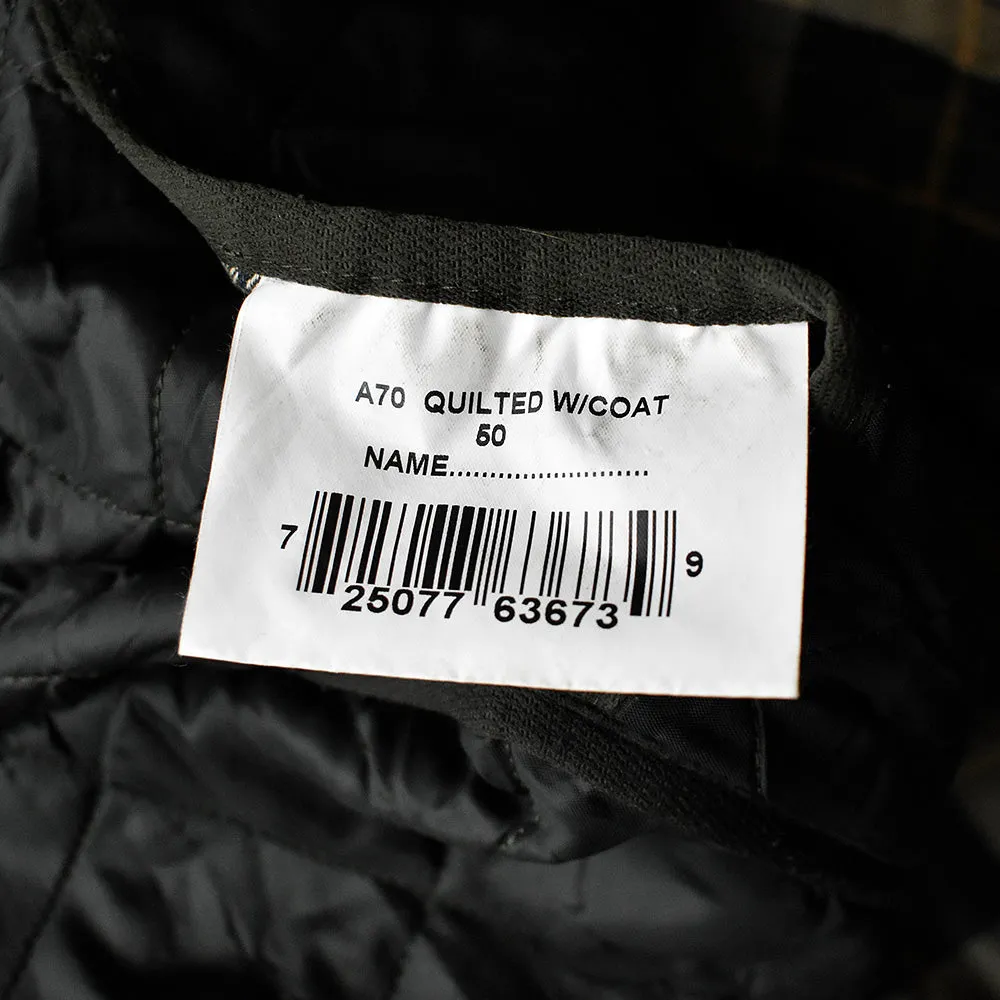 A70 QUILTED W/COAT
50
NAME.........................
7 25077 63673 9